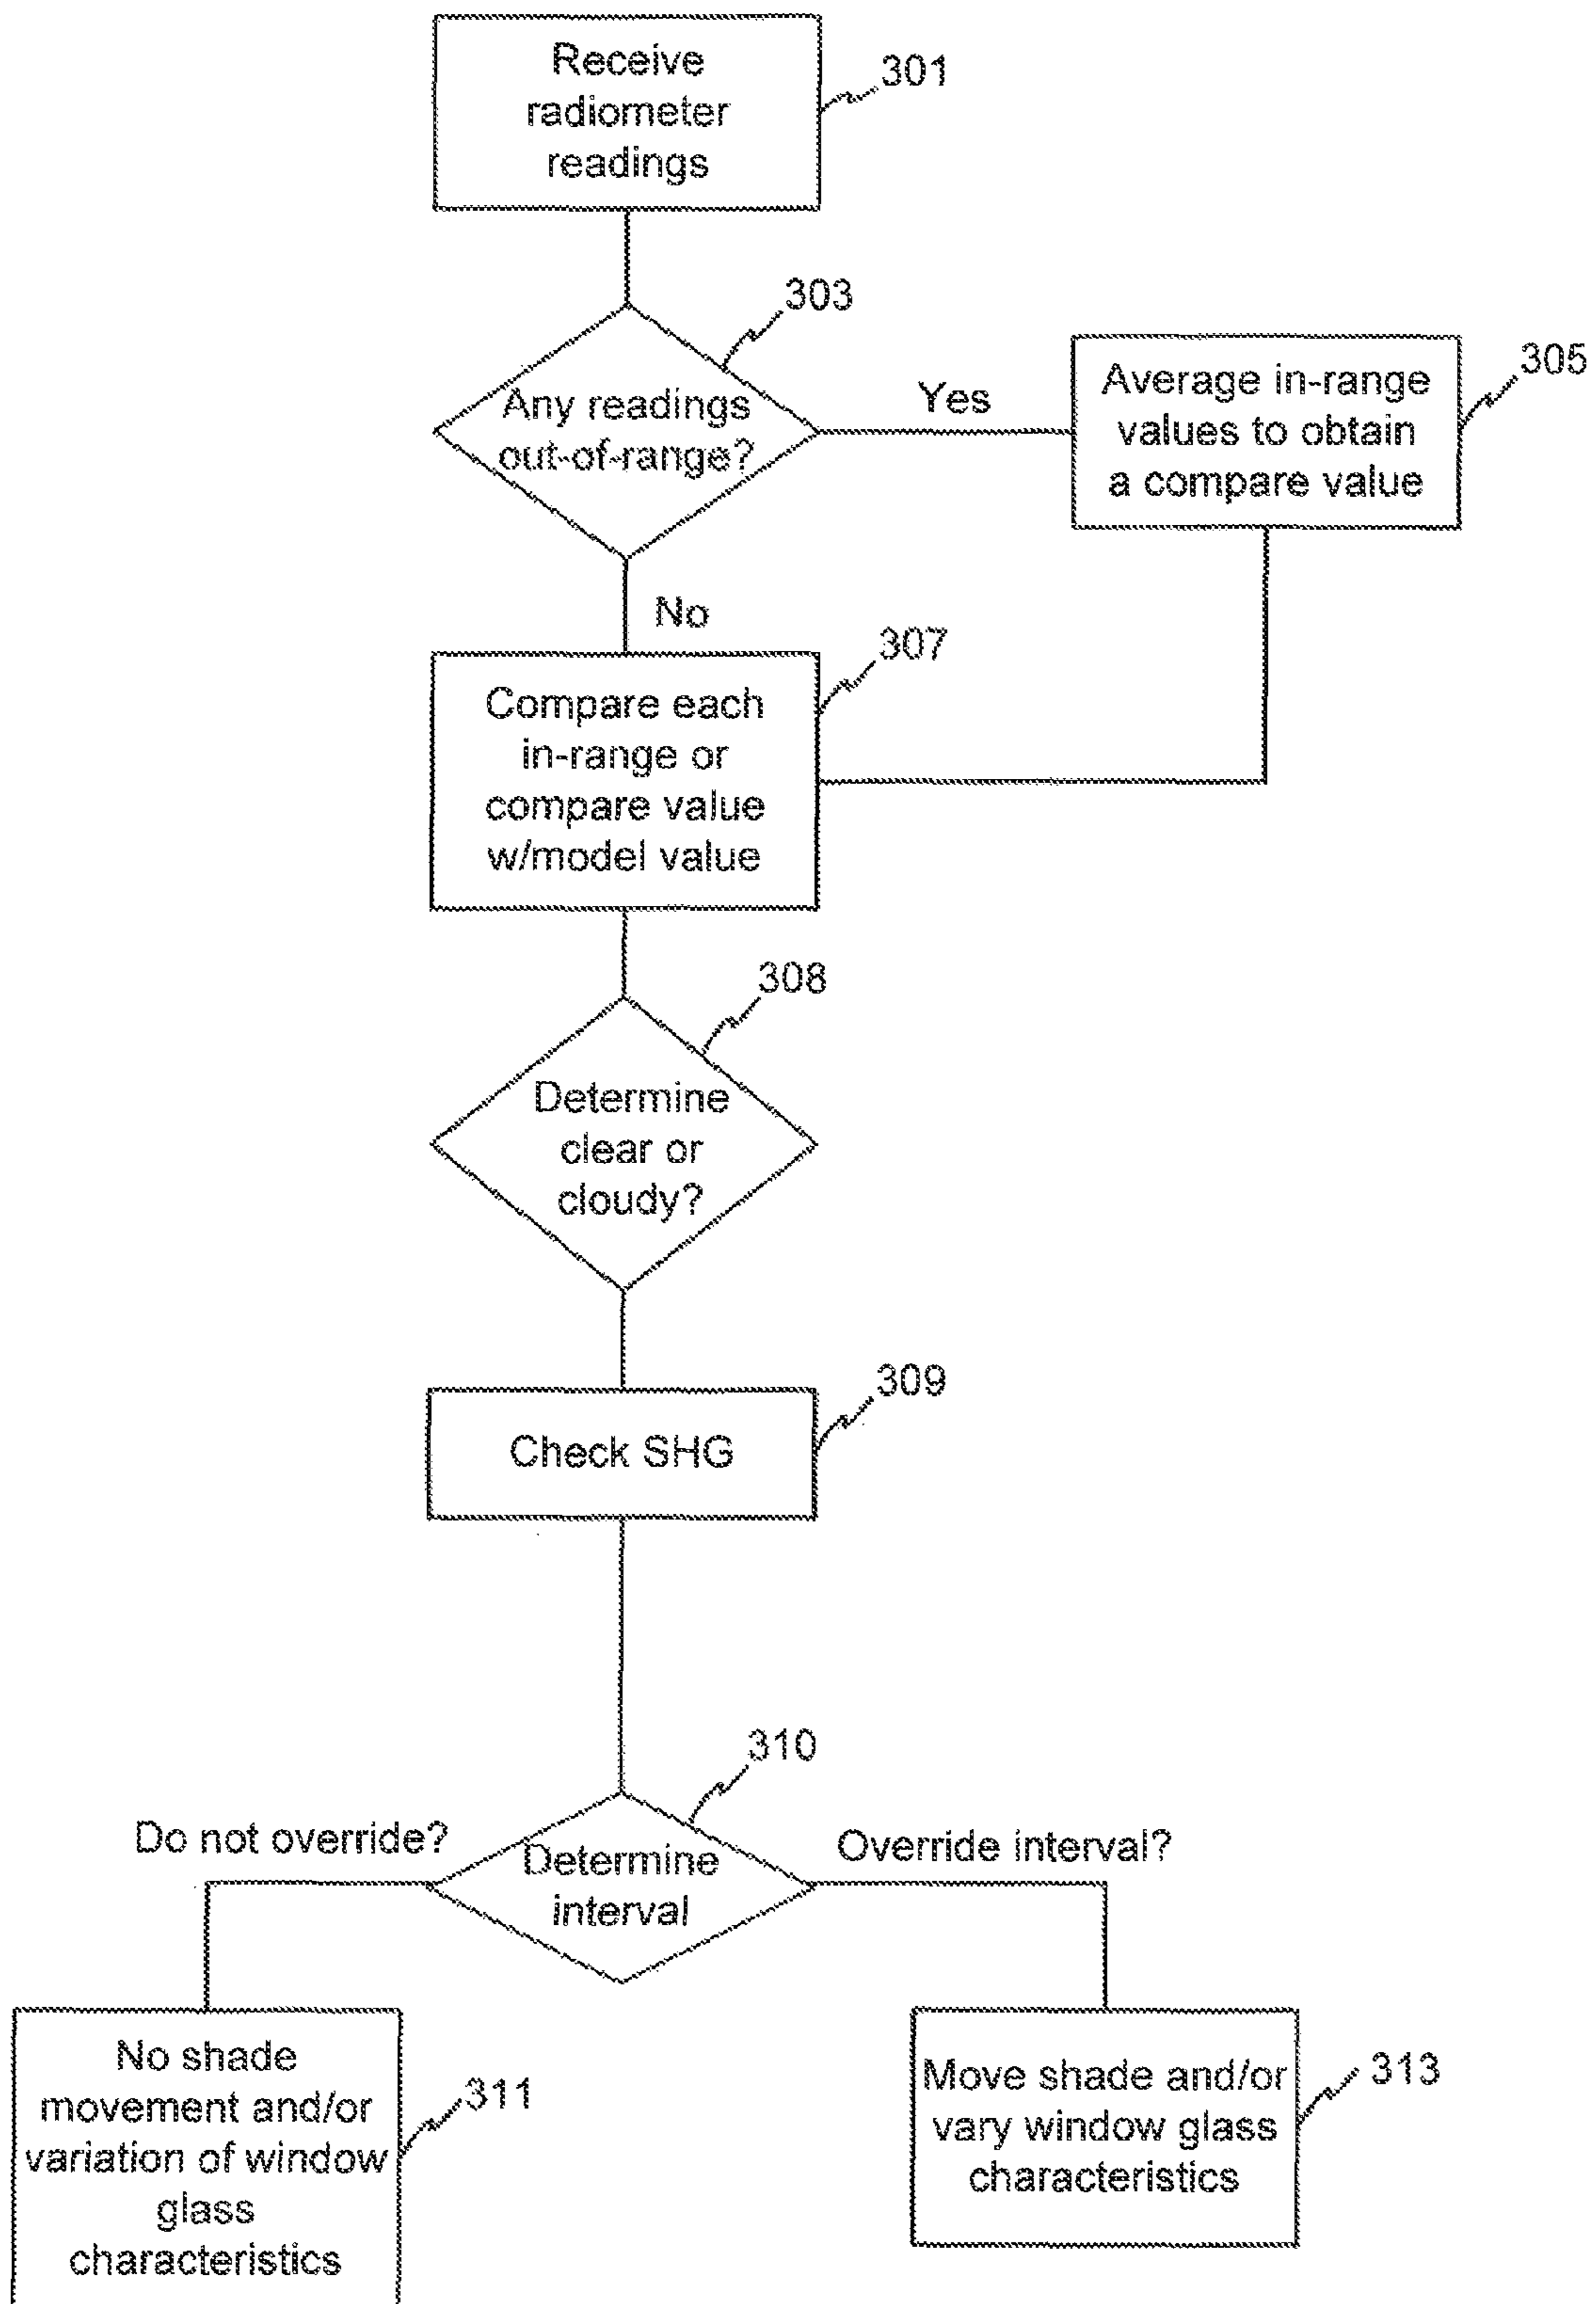 Receive
radiometer
readings
301
303
Any readings
out-of-range?
Yes
Average in-range
values to obtain
a compare value
305
No
307
Compare each
in-range or
compare value
w/model value
308
Determine
clear or
cloudy?
309
Check SHG
310
Do not override?
Determine
interval
Override interval?
No shade
movement and/or
variation of window
glass
characteristics
311
Move shade and/or
vary window glass
characteristics
313